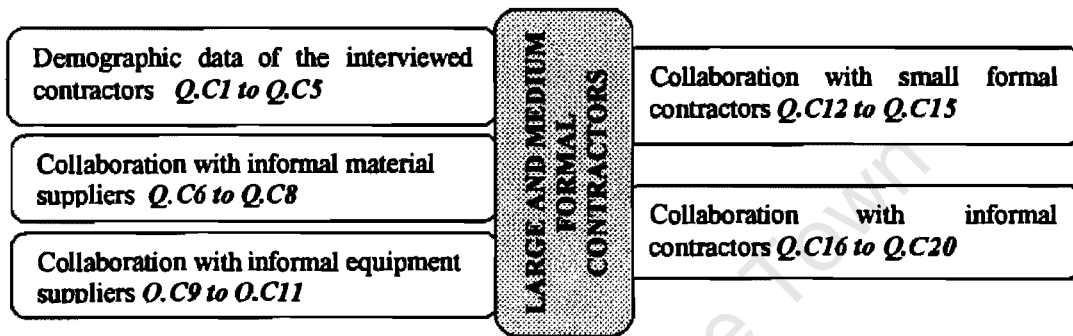 Demographic data of the interviewed
contractors Q.C1 to Q.C5
Collaboration with informal material
suppliers Q.C6 to Q.C8
Collaboration with informal equipment
suppliers Q.C9 to Q.C11
LARGE AND MEDIUM
FORMAL
CONTRACTORS
Collaboration with small formal
contractors Q.C12 to Q.C15
Collaboration with informal
contractors Q.C16 to Q.C20
Town